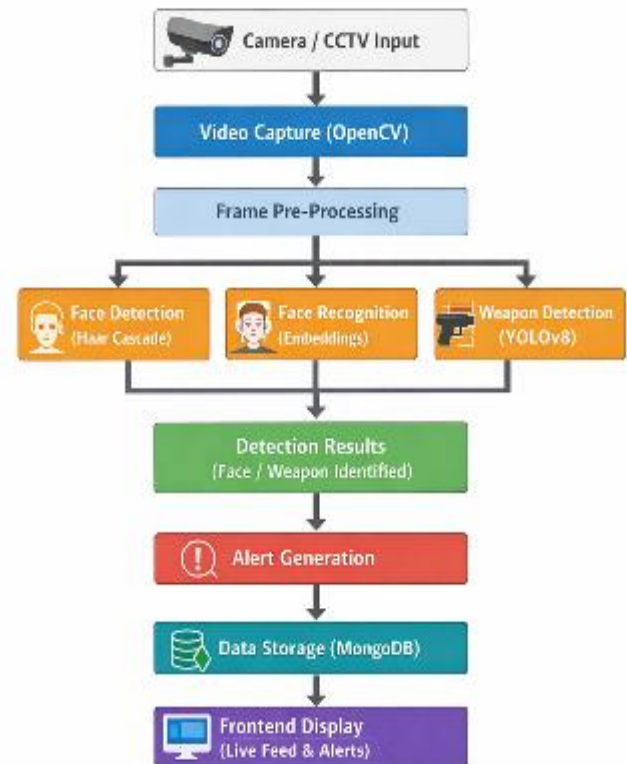 Camera / CCTV Input
Video Capture (OpenCV)
Frame Pre-Processing
Face Detection
(Haar Cascade)
Face Recognition
(Embeddings)
Weapon Detection
(YOLOv8)
Detection Results
(Face / Weapon Identified)
Alert Generation
Data Storage (MongoDB)
Frontend Display
(Live Feed & Alerts)